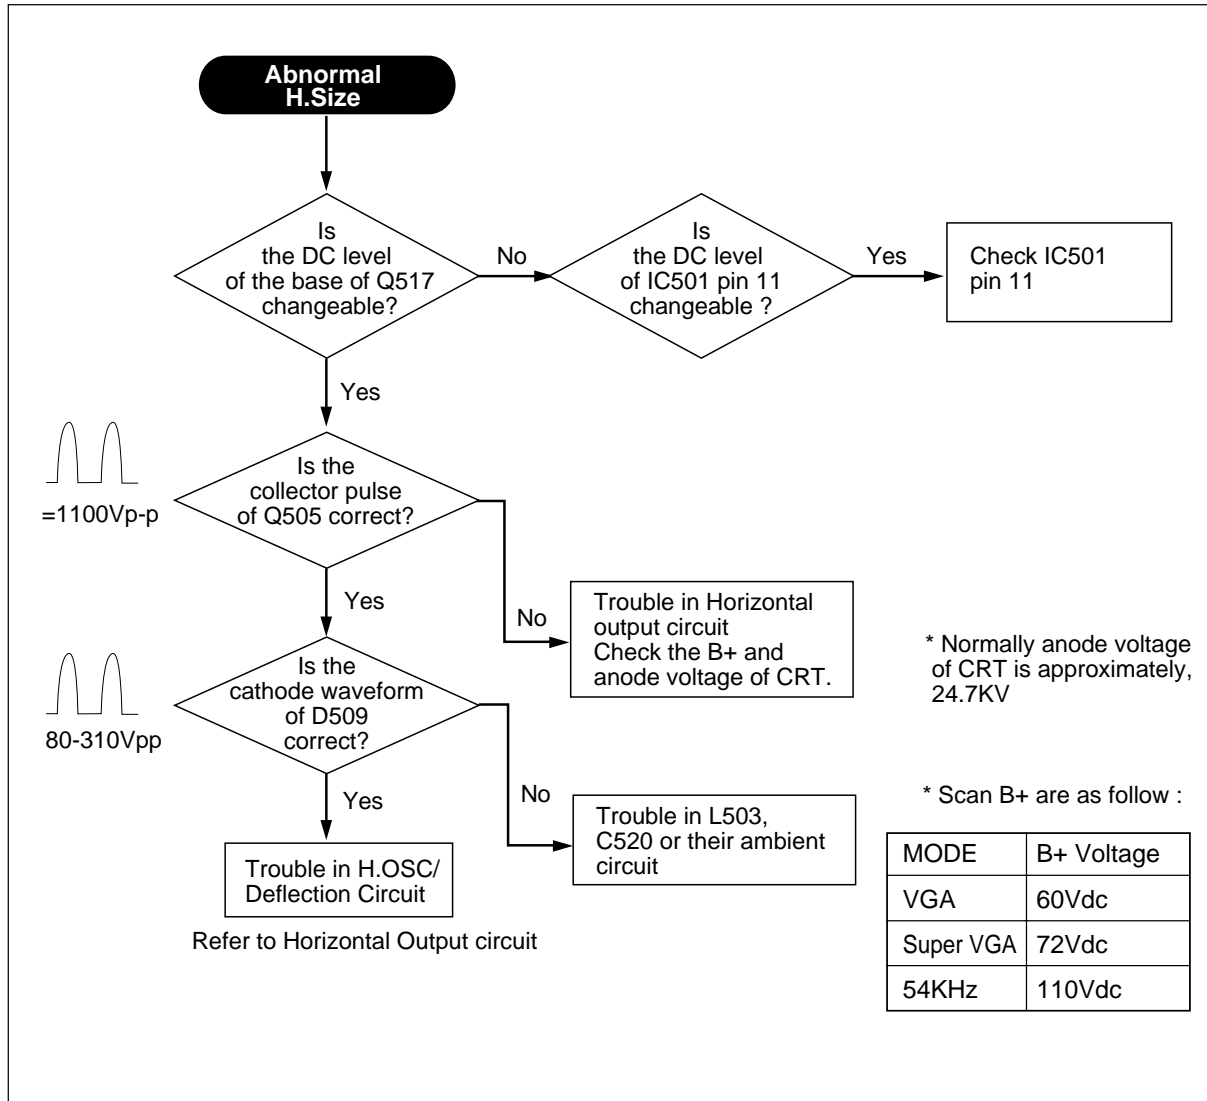 Abnormal
H.Size
Is
the DC level
of the base of Q517
changeable?
No
Is
the DC level
of IC501 pin 11
changeable ?
Yes
Check IC501
pin 11
Yes
=1100Vp-p
Is the
collector pulse
of Q505 correct?
Yes
No
Trouble in Horizontal
output circuit
Check the B+ and
anode voltage of CRT.
* Normally anode voltage
of CRT is approximately,
24.7KV
80-310Vpp
Is the
cathode waveform
of D509
correct?
Yes
No
Trouble in L503,
C520 or their ambient
circuit
Trouble in H.OSC/
Deflection Circuit
Refer to Horizontal Output circuit
* Scan B+ are as follow :
MODE B+ Voltage
VGA 60Vdc
Super VGA 72Vdc
54KHz 110Vdc